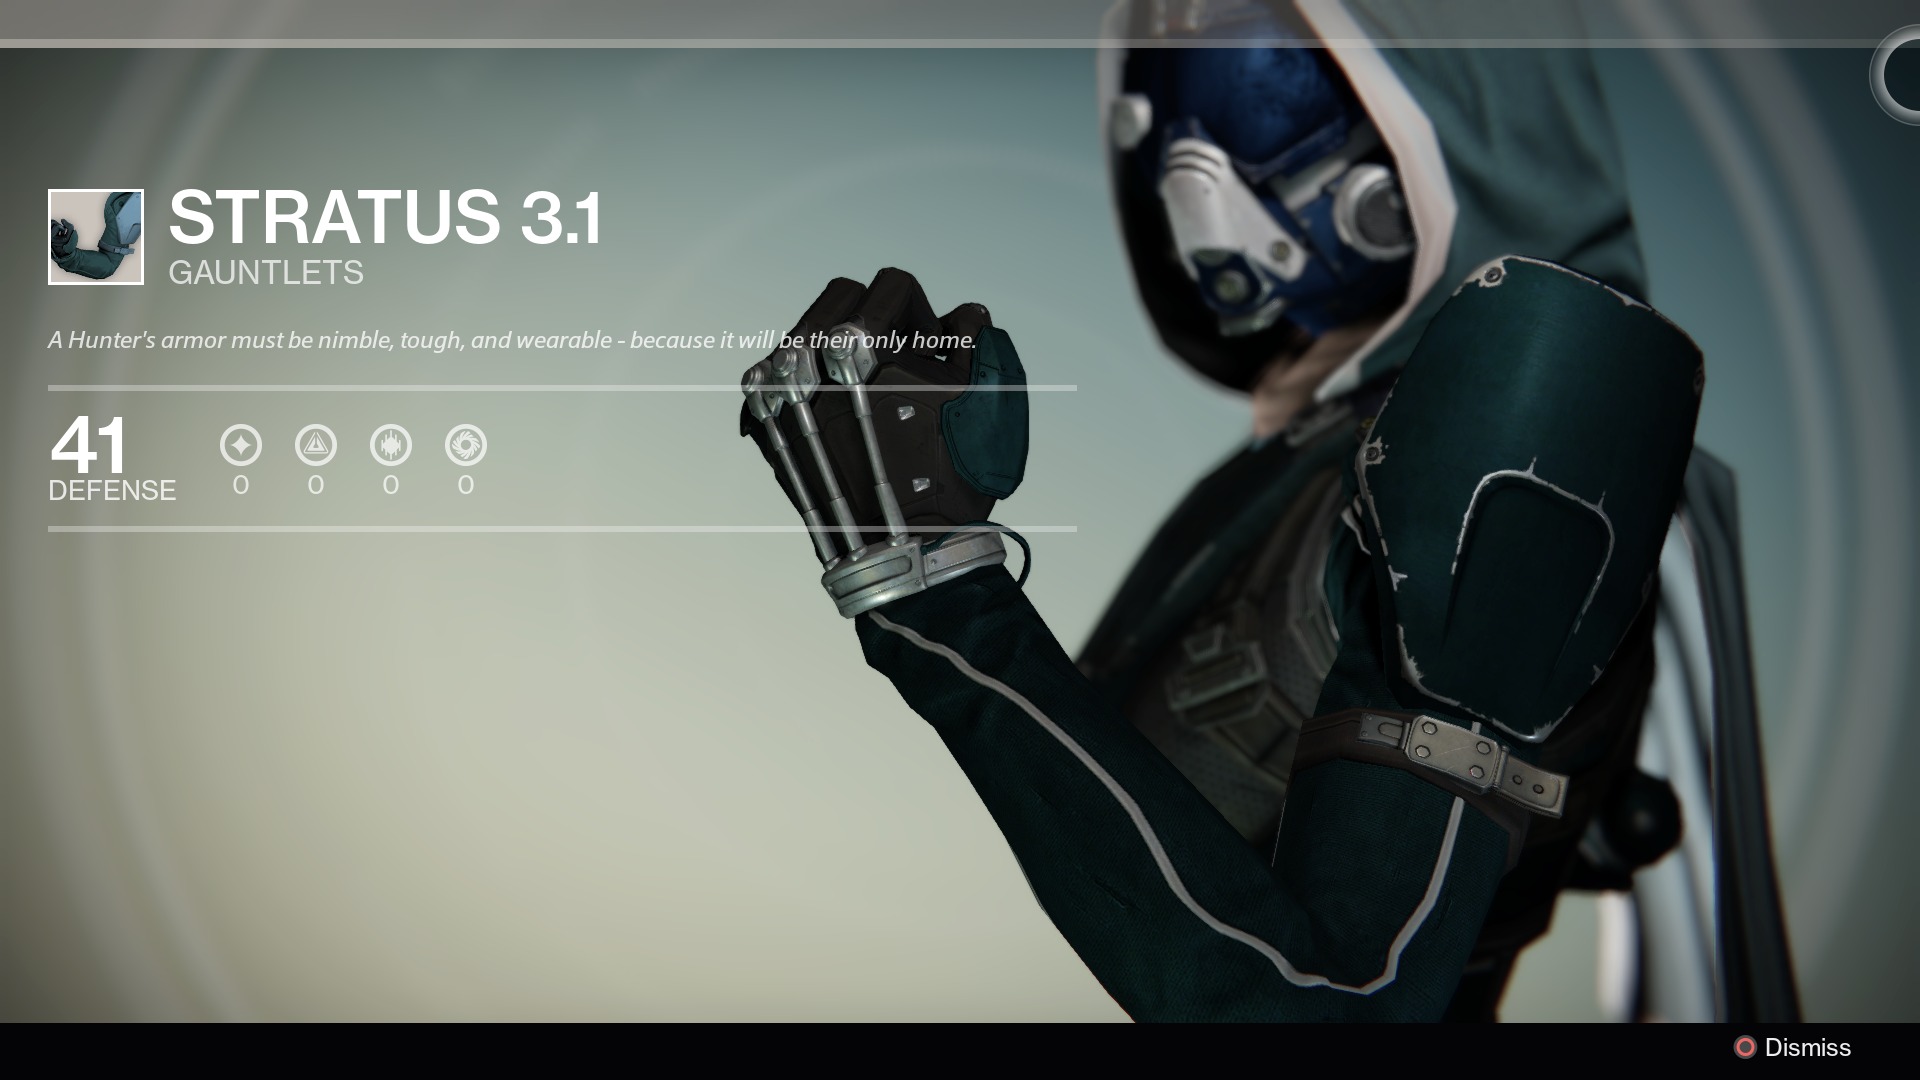 STRATUS 3.1
GAUNTLETS
A Hunter's armor must be nimble, tough, and wearable - because it will be their only home.
41
DEFENSE
0 0 0 0
Dismiss